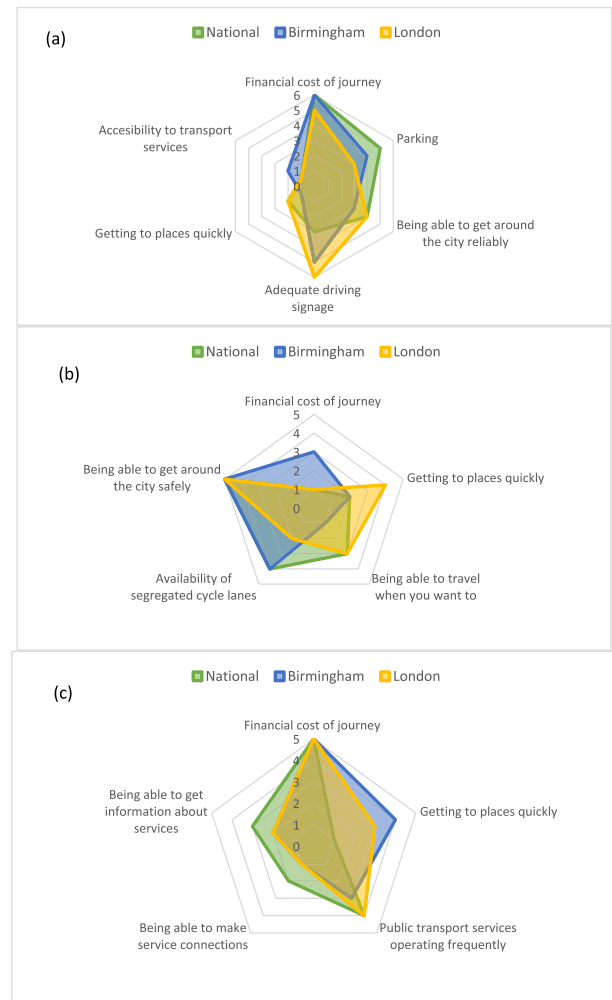 (a)
National Birmingham London
Financial cost of journey
6
5
4
3
2
1
0
Accesibility to transport
services
Parking
Getting to places quickly
Being able to get around
the city reliably
Adequate driving
signage
(b)
National Birmingham London
Financial cost of journey
5
4
3
2
1
0
Being able to get around
the city safely
Getting to places quickly
Availability of
segregated cycle lanes
Being able to travel
when you want to
(c)
National Birmingham London
Financial cost of journey
5
4
3
2
1
0
Being able to get
information about
services
Getting to places quickly
Being able to make
service connections
Public transport services
operating frequently